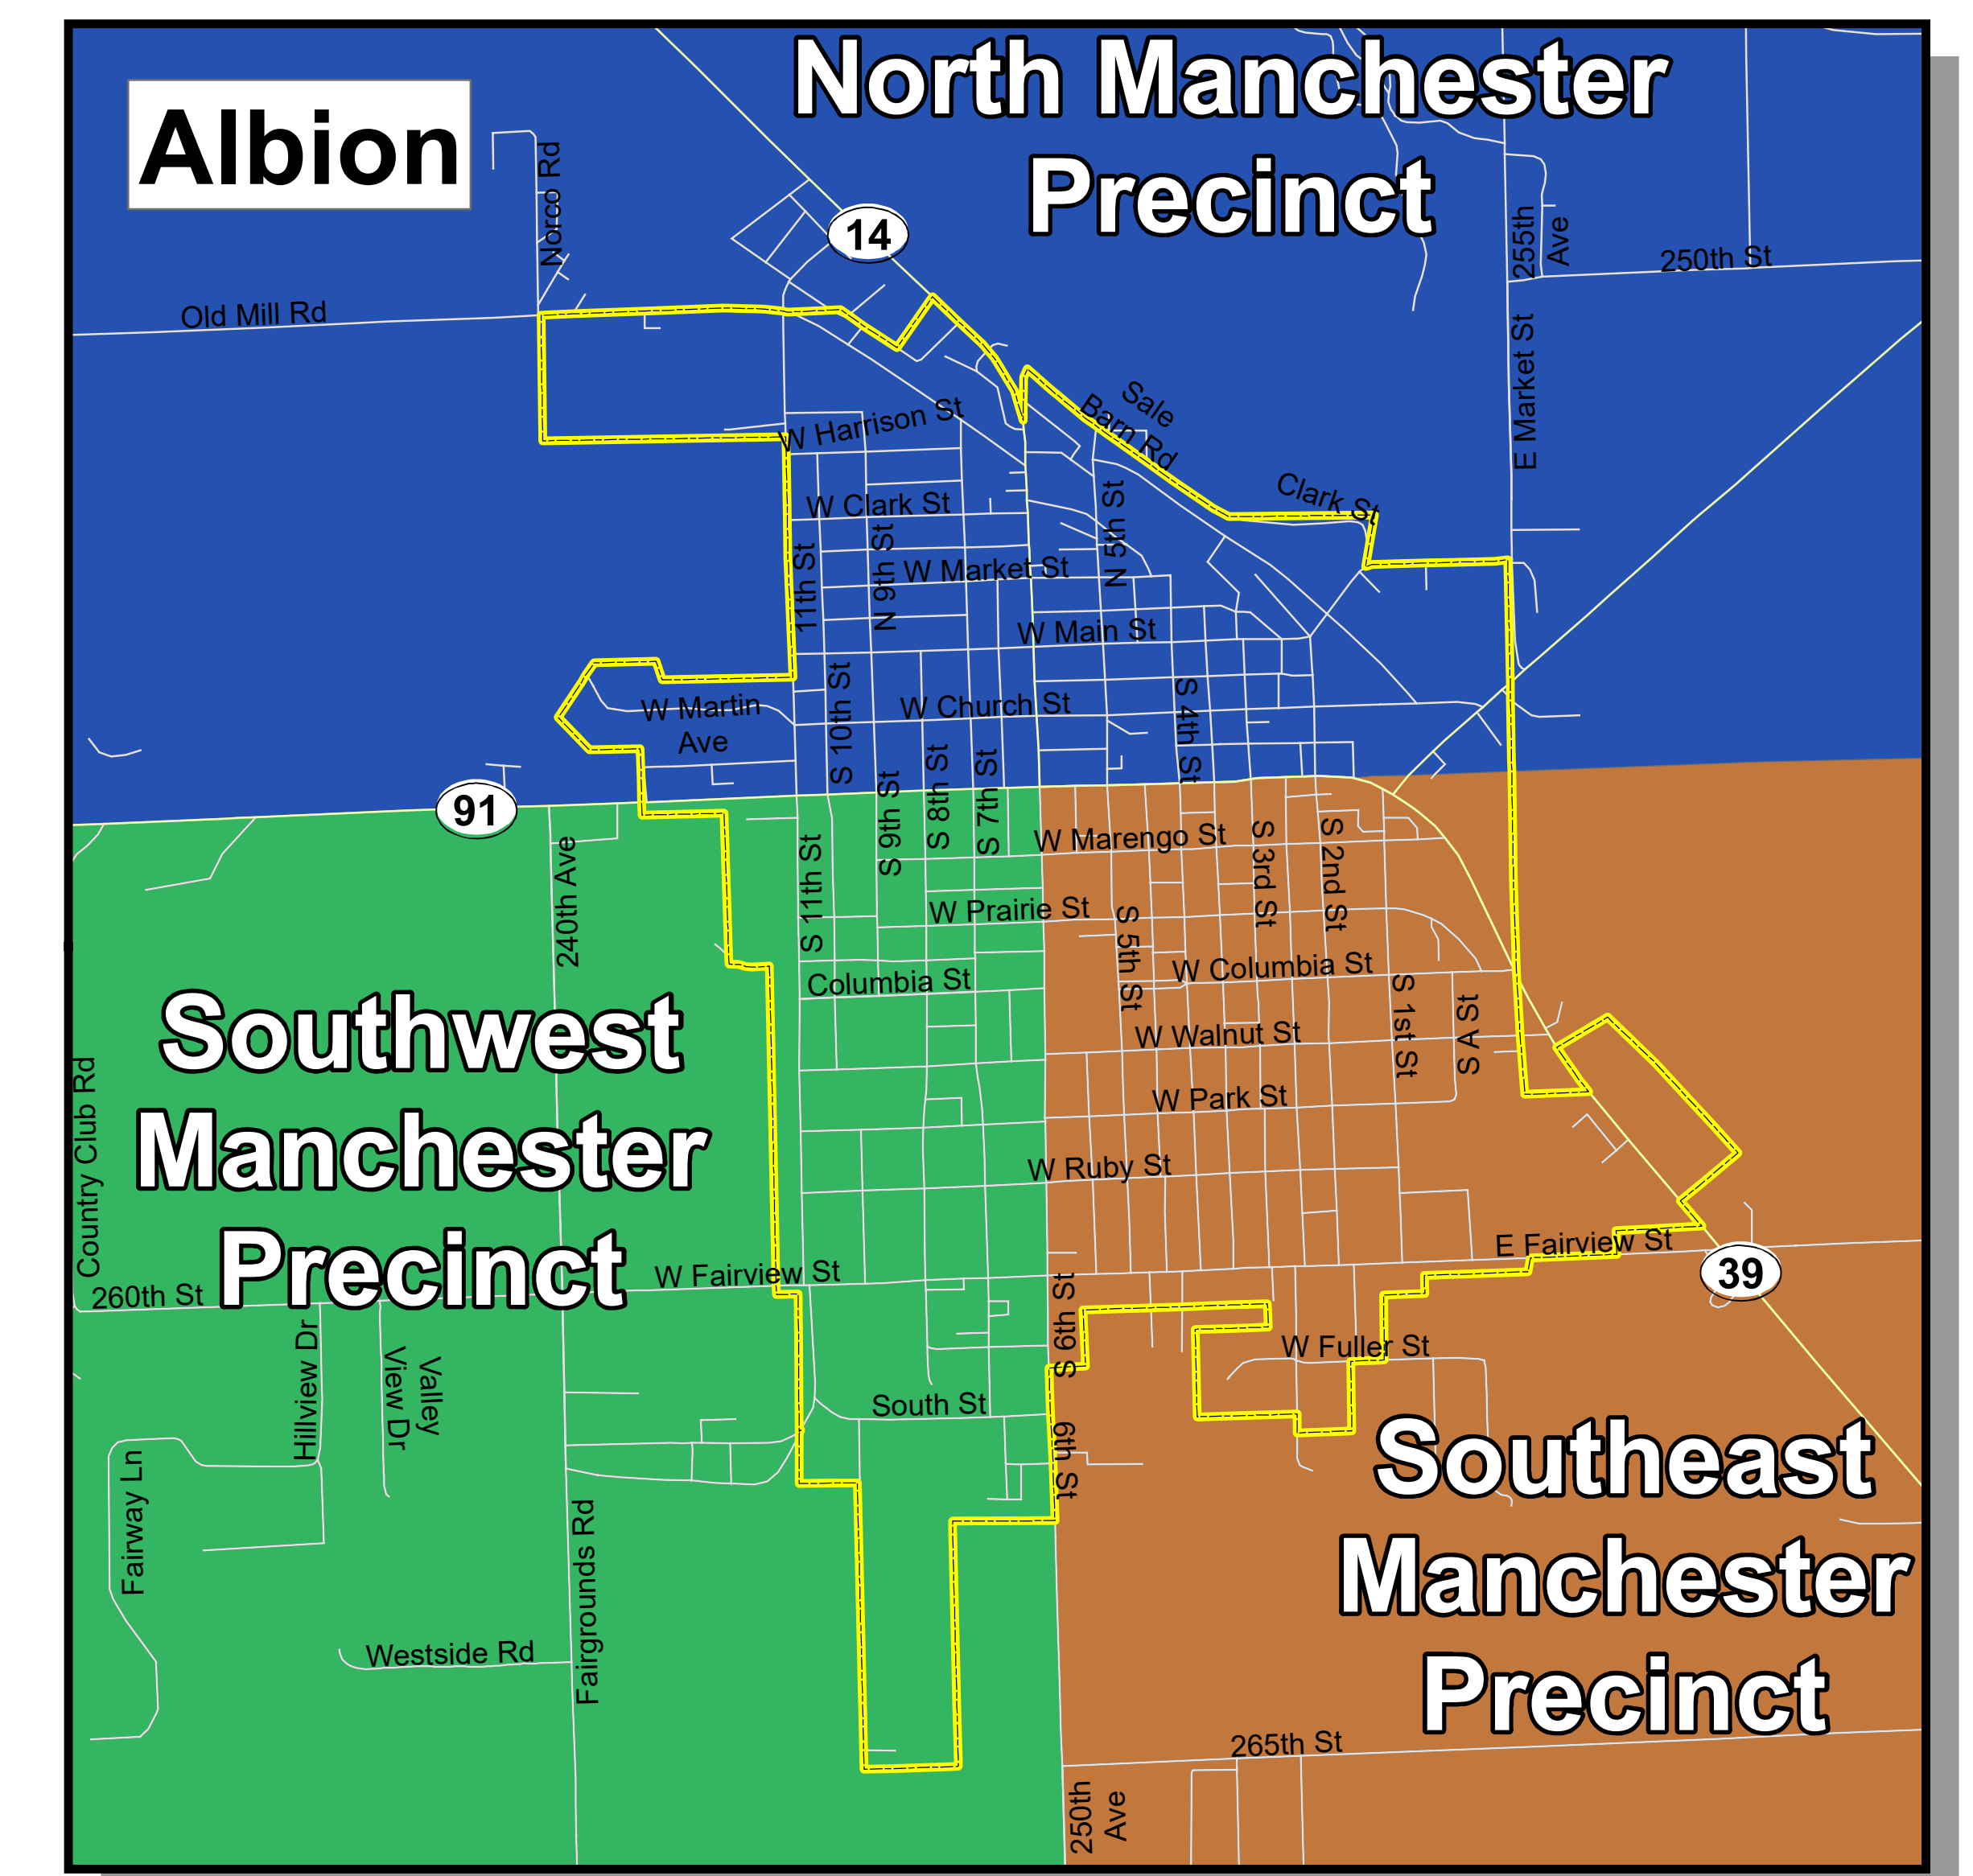 North Manchester
Precinct
Albion
Norco Rd
14
255th
Ave
250th St
Old Mill Rd
E Market St
Sale
Barn Rd
W Harrison St
Clark St
W Clark St
N 5th St
11th St
N 9th St
W Market St
W Main St
S 10th St
W Martin
Ave
W Church St
S 4th St
91
S 9th St
S 8th St
S 7th St
240th Ave
S 11th St
W Marengo St
S 3rd St
S 2nd St
W Prairie St
S 5th St
Columbia St
W Columbia St
S 1st St
S A St
W Walnut St
Southwest
Manchester
Precinct
Country Club Rd
W Park St
W Ruby St
E Fairview St
39
W Fairview St
260th St
S 6th St
Hillview Dr
Valley
View Dr
W Fuller St
South St
6th St
Fairway Ln
Fairgrounds Rd
Southeast
Manchester
Precinct
Westside Rd
265th St
250th
Ave